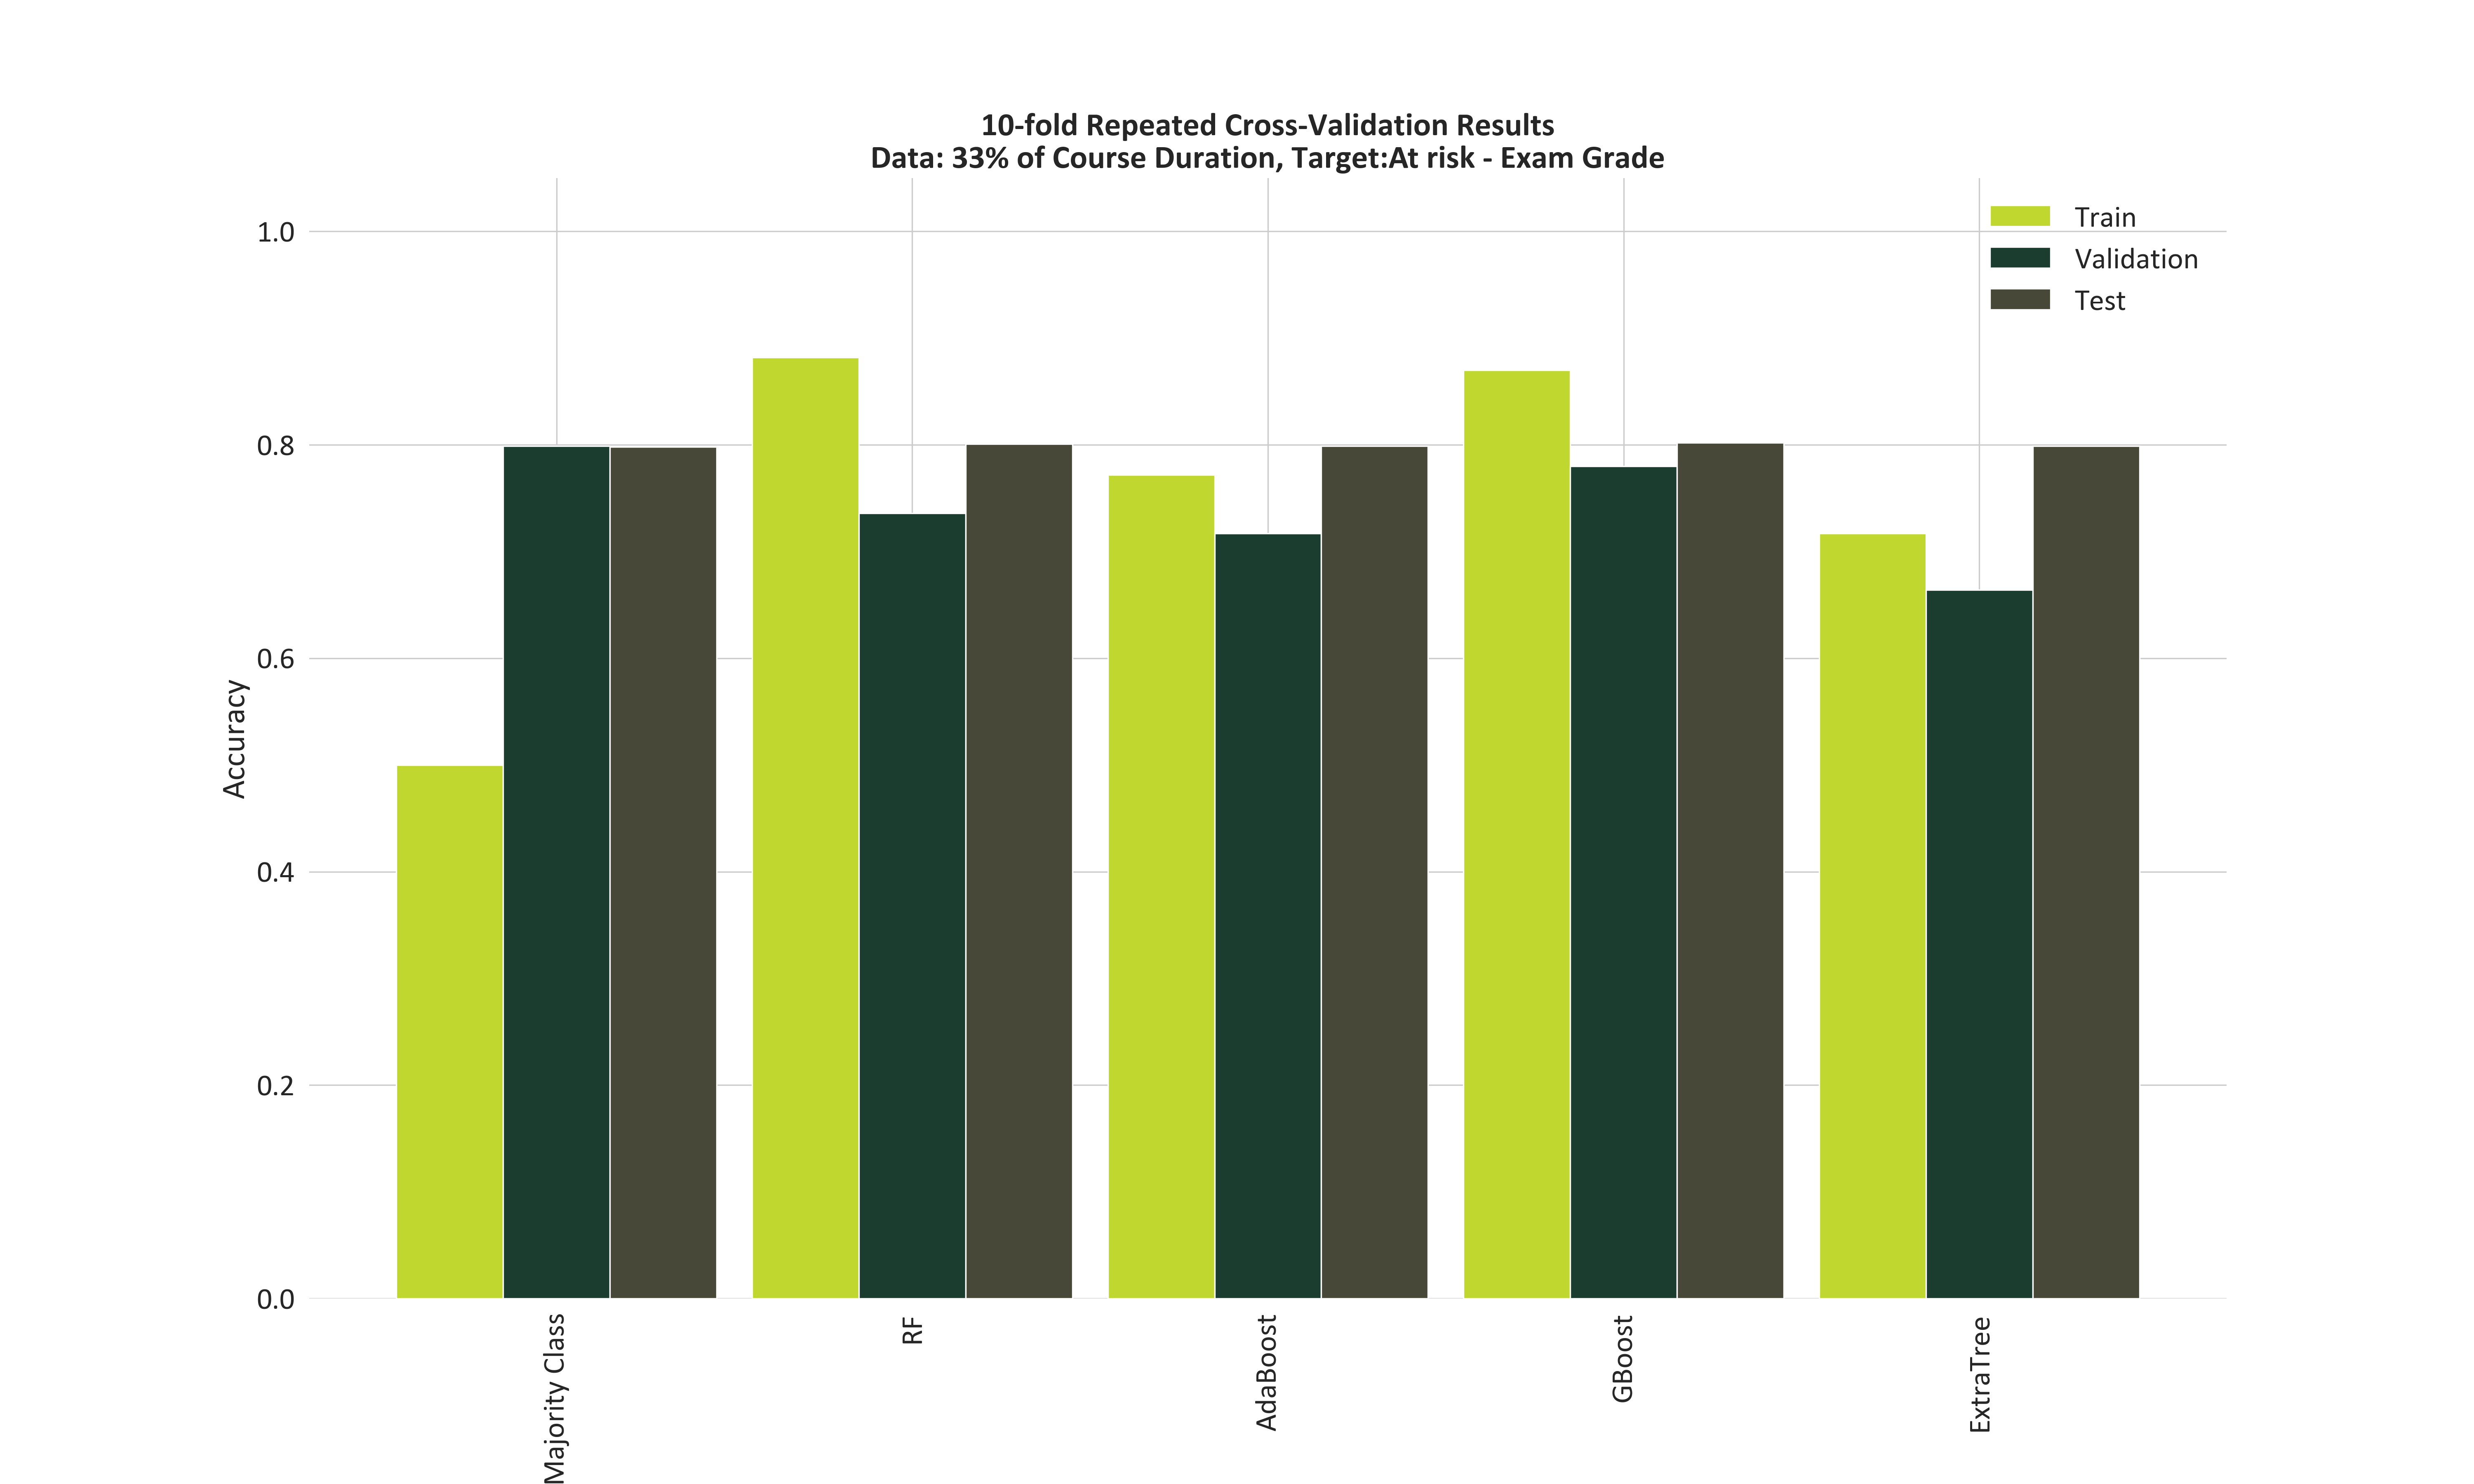 10-fold Repeated Cross-Validation Results
Data: 33% of Course Duration, Target:At risk - Exam Grade
Train
Validation
Test
1.0
0.8
0.6
0.4
0.2
0.0
Accuracy
Majority Class
RF
AdaBoost
GBoost
ExtraTree